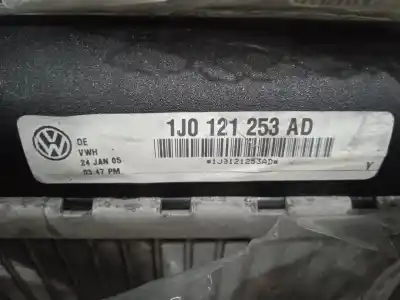 DE
VWH
24 JAN 05
03:47 PM
1J0 121 253 AD
*1J0121253AD*
Y